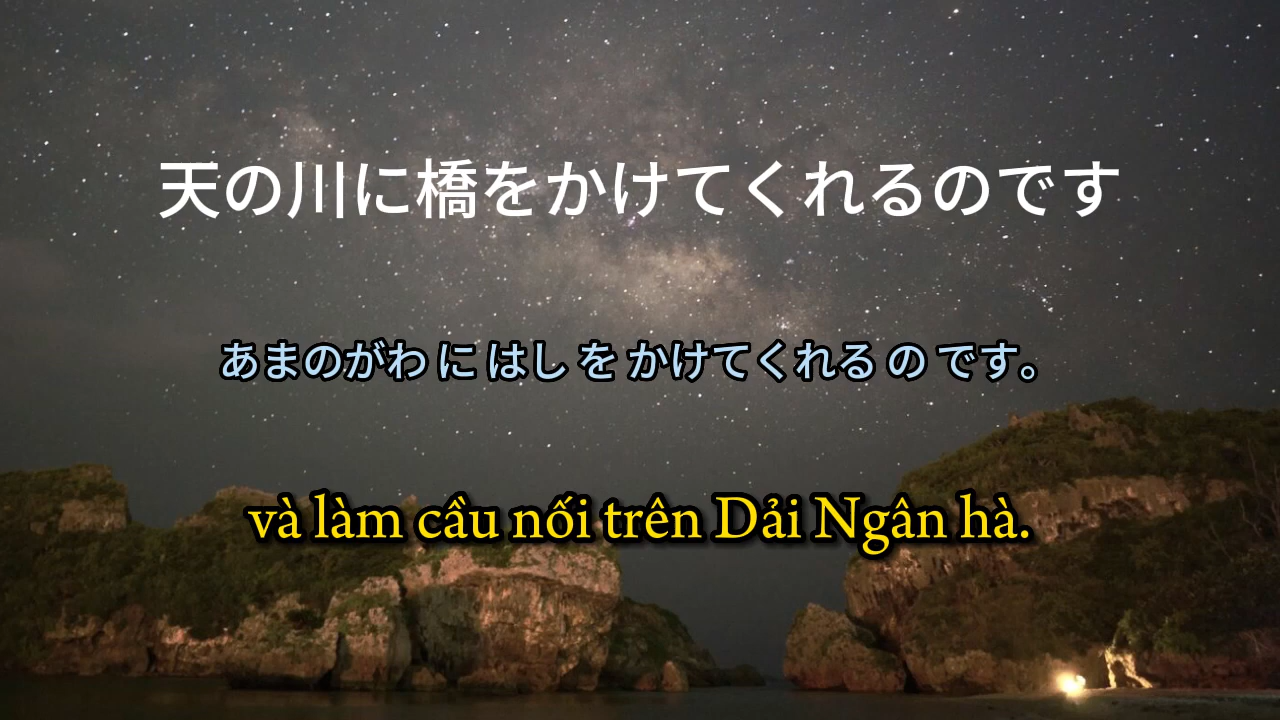 天の川に橋をかけてくれるのです
あまのがわ に はし を かけてくれる の です。
và làm cầu nối trên Dải Ngân hà.